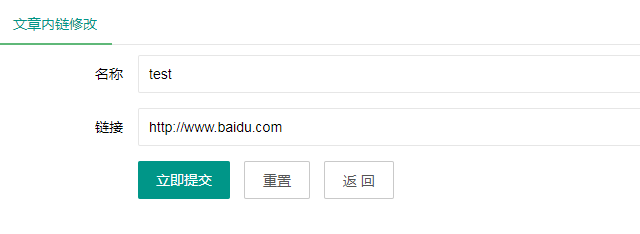 文章内链修改
名称 test
链接 http://www.baidu.com
立即提交 重置 返 回